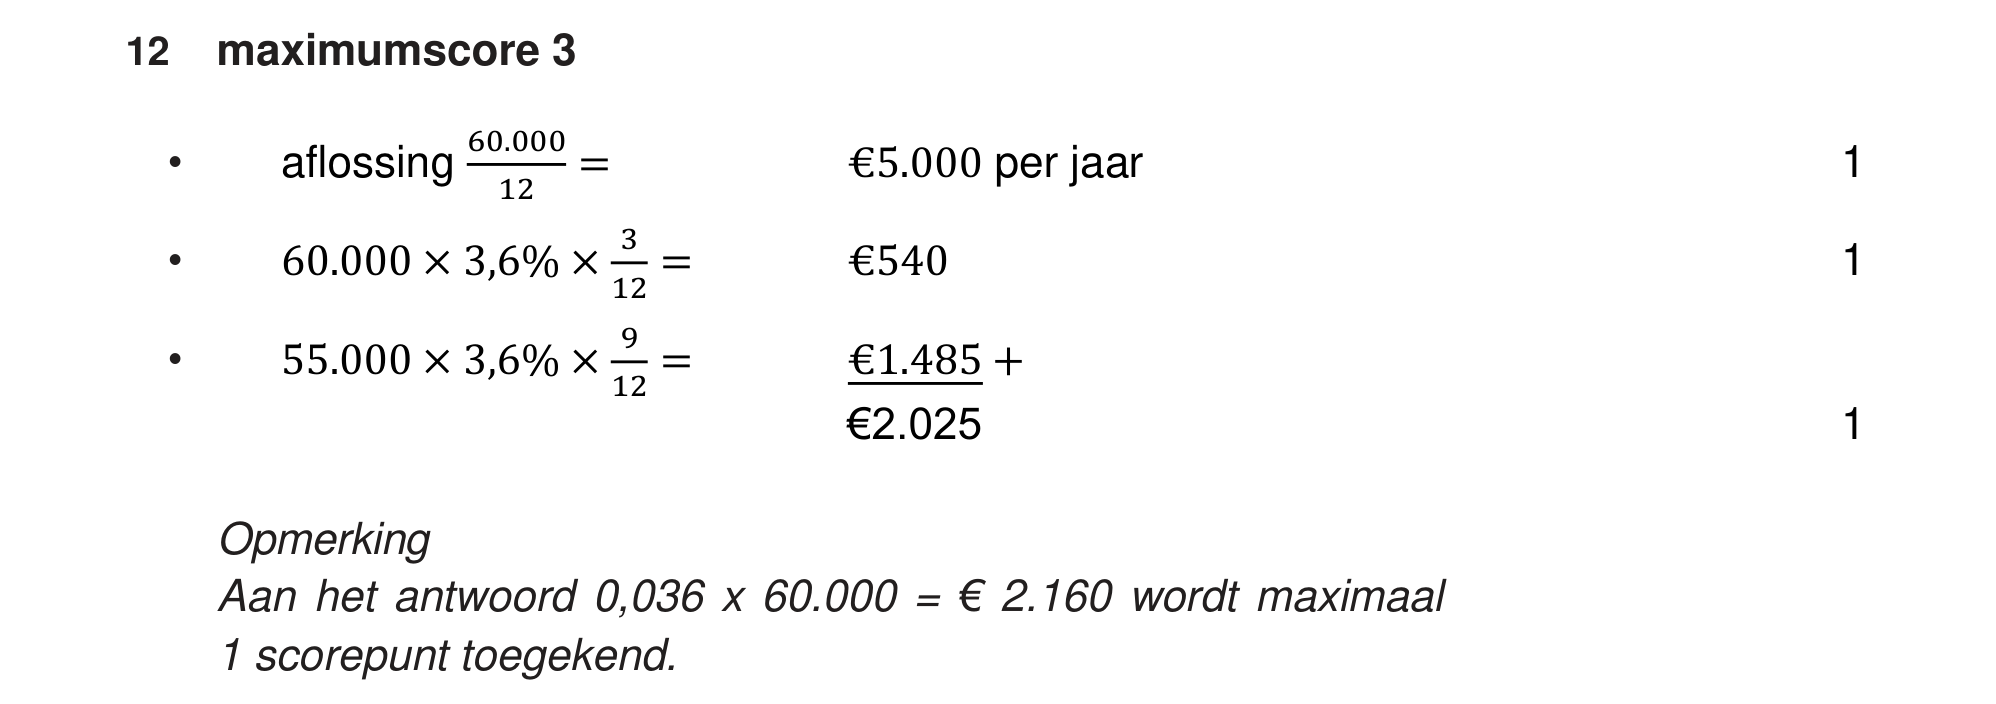 12 maximumscore 3
• aflossing 60.000/12 = €5.000 per jaar 1
• 60.000 × 3,6% × 3/12 = €540 1
• 55.000 × 3,6% × 9/12 = €1.485 +
€2.025 1
Opmerking
Aan het antwoord 0,036 x 60.000 = € 2.160 wordt maximaal
1 scorepunt toegekend.